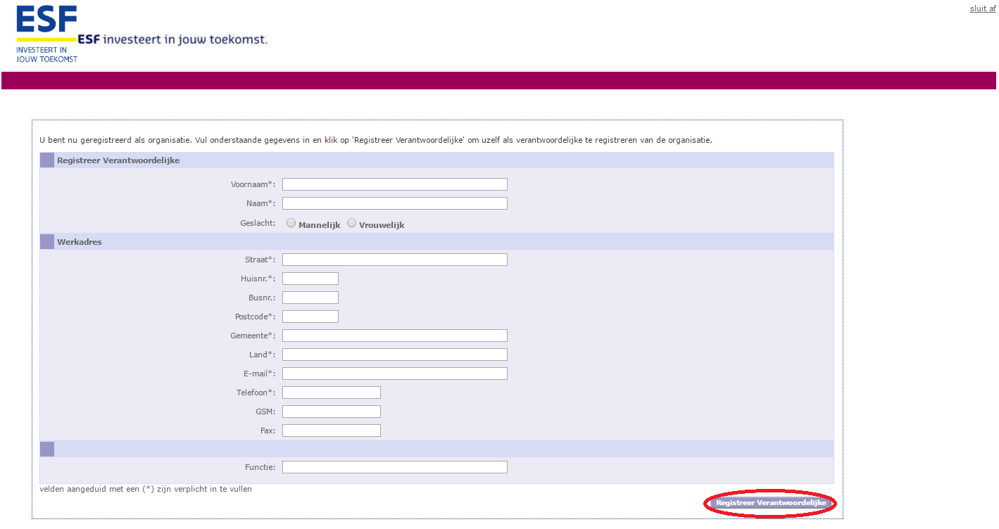 sluit af
ESF
ESF investeert in jouw toekomst.
INVESTEERT IN
JOUW TOEKOMST
U bent nu geregistreerd als organisatie. Vul onderstaande gegevens in en klik op 'Registreer Verantwoordelijke' om uzelf als verantwoordelijke te registreren van de organisatie.
Registreer Verantwoordelijke
Voornaam*:
Naam*:
Geslacht: Mannelijk Vrouwelijk
Werkadres
Straat*:
Huisnr.*:
Busnr.:
Postcode*:
Gemeente*:
Land*:
E-mail*:
Telefoon*:
GSM:
Fax:
Functie:
velden aangeduid met een (*) zijn verplicht in te vullen
Registreer Verantwoordelijke